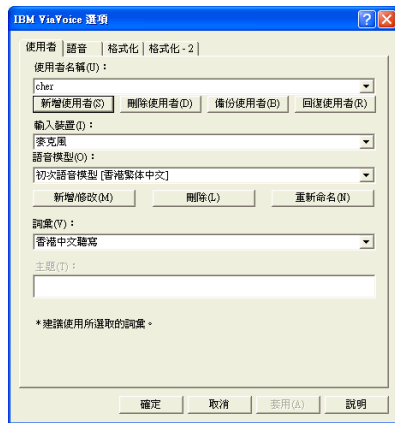 IBM ViaVoice 選項
使用者 語音 格式化 格式化 - 2
使用者名稱(U)：
cher
新增使用者(S) 刪除使用者(D) 備份使用者(B) 回復使用者(R)
輸入裝置(I)：
麥克風
語音模型(O)：
初次語音模型 [香港繁体中文]
新增/修改(M) 刪除(L) 重新命名(N)
詞彙(V)：
香港中文聽寫
主題(T)：
*建議使用所選取的詞彙。
確定 取消 套用(A) 說明